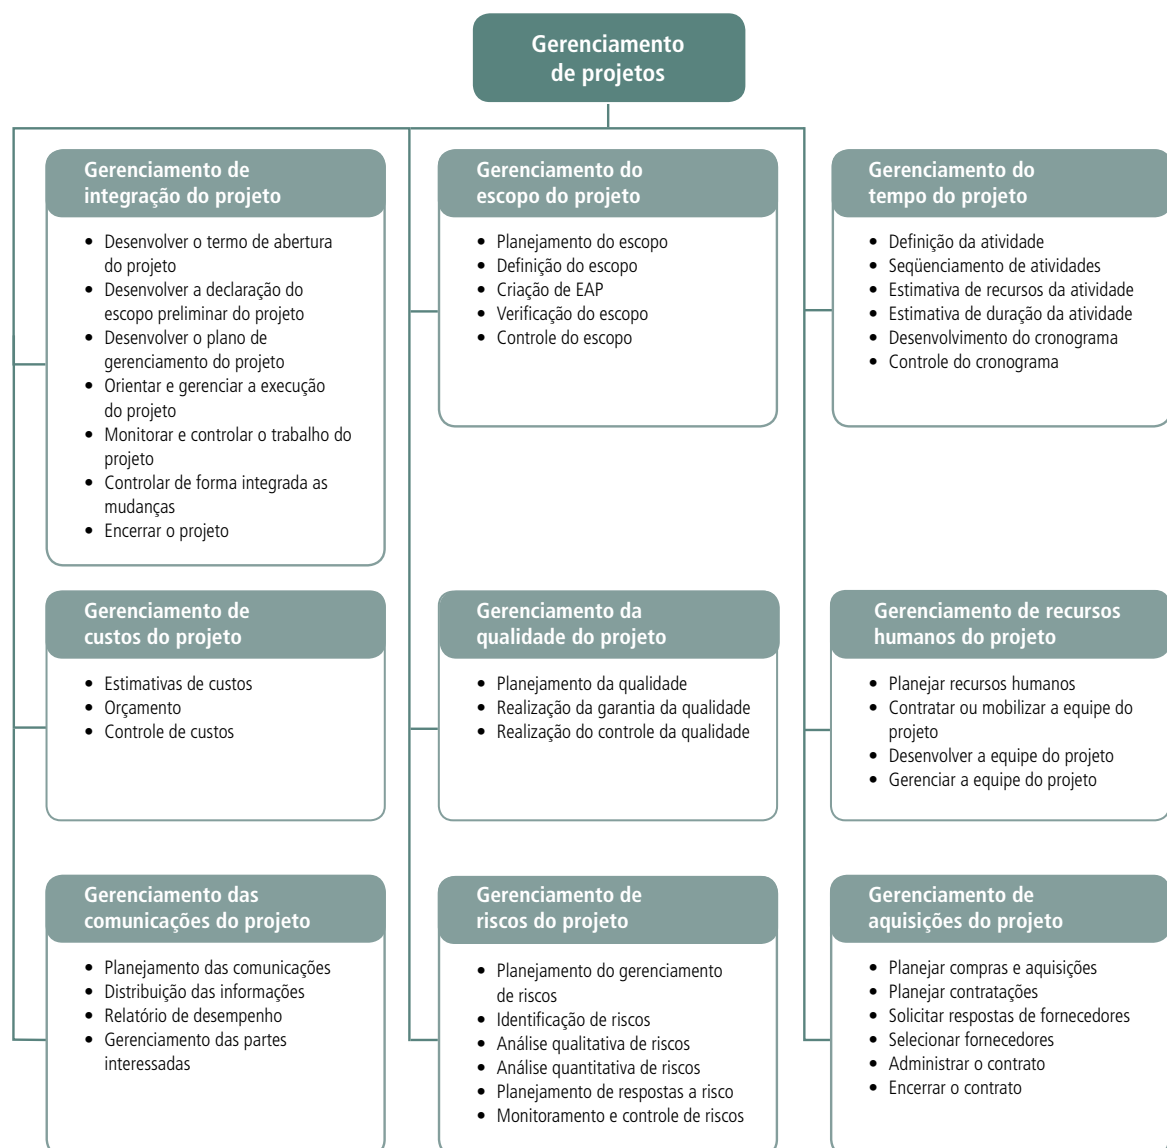 Gerenciamento
de projetos
Gerenciamento de
integração do projeto
• Desenvolver o termo de abertura
do projeto
• Desenvolver a declaração do
escopo preliminar do projeto
• Desenvolver o plano de
gerenciamento do projeto
• Orientar e gerenciar a execução
do projeto
• Monitorar e controlar o trabalho do
projeto
• Controlar de forma integrada as
mudanças
• Encerrar o projeto
Gerenciamento do
escopo do projeto
• Planejamento do escopo
• Definição do escopo
• Criação de EAP
• Verificação do escopo
• Controle do escopo
Gerenciamento do
tempo do projeto
• Definição da atividade
• Seqüenciamento de atividades
• Estimativa de recursos da atividade
• Estimativa de duração da atividade
• Desenvolvimento do cronograma
• Controle do cronograma
Gerenciamento de
custos do projeto
• Estimativas de custos
• Orçamento
• Controle de custos
Gerenciamento da
qualidade do projeto
• Planejamento da qualidade
• Realização da garantia da qualidade
• Realização do controle da qualidade
Gerenciamento de recursos
humanos do projeto
• Planejar recursos humanos
• Contratar ou mobilizar a equipe do
projeto
• Desenvolver a equipe do projeto
• Gerenciar a equipe do projeto
Gerenciamento das
comunicações do projeto
• Planejamento das comunicações
• Distribuição das informações
• Relatório de desempenho
• Gerenciamento das partes
interessadas
Gerenciamento de
riscos do projeto
• Planejamento do gerenciamento
de riscos
• Identificação de riscos
• Análise qualitativa de riscos
• Análise quantitativa de riscos
• Planejamento de respostas a risco
• Monitoramento e controle de riscos
Gerenciamento de
aquisições do projeto
• Planejar compras e aquisições
• Planejar contratações
• Solicitar respostas de fornecedores
• Selecionar fornecedores
• Administrar o contrato
• Encerrar o contrato